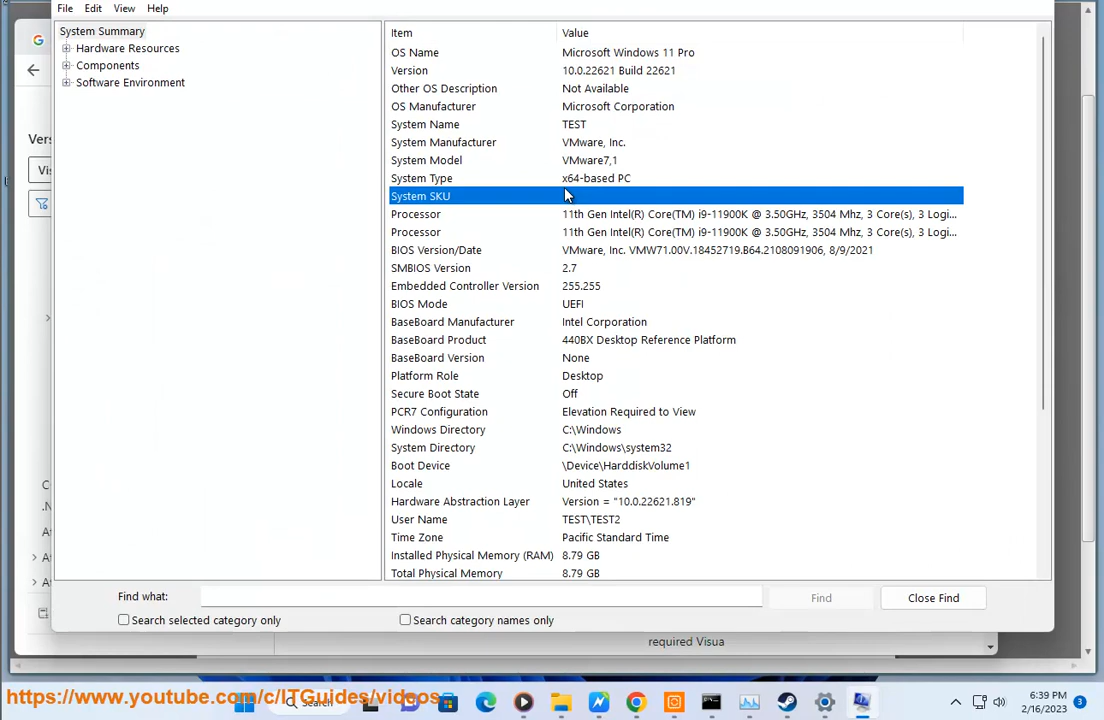 File Edit View Help
System Summary
Hardware Resources
Components
Software Environment
Item Value
OS Name Microsoft Windows 11 Pro
Version 10.0.22621 Build 22621
Other OS Description Not Available
OS Manufacturer Microsoft Corporation
System Name TEST
System Manufacturer VMware, Inc.
System Model VMware7,1
System Type x64-based PC
System SKU
Processor 11th Gen Intel(R) Core(TM) i9-11900K @ 3.50GHz, 3504 Mhz, 3 Core(s), 3 Logi...
Processor 11th Gen Intel(R) Core(TM) i9-11900K @ 3.50GHz, 3504 Mhz, 3 Core(s), 3 Logi...
BIOS Version/Date VMware, Inc. VMW71.00V.18452719.B64.2108091906, 8/9/2021
SMBIOS Version 2.7
Embedded Controller Version 255.255
BIOS Mode UEFI
BaseBoard Manufacturer Intel Corporation
BaseBoard Product 440BX Desktop Reference Platform
BaseBoard Version None
Platform Role Desktop
Secure Boot State Off
PCR7 Configuration Elevation Required to View
Windows Directory C:\Windows
System Directory C:\Windows\system32
Boot Device \Device\HarddiskVolume1
Locale United States
Hardware Abstraction Layer Version = "10.0.22621.819"
User Name TEST\TEST2
Time Zone Pacific Standard Time
Installed Physical Memory (RAM) 8.79 GB
Total Physical Memory 8.79 GB
Find what: Find Close Find
Search selected category only Search category names only
required Visua
https://www.youtube.com/c/ITGuides/videos
Search
6:39 PM
2/16/2023